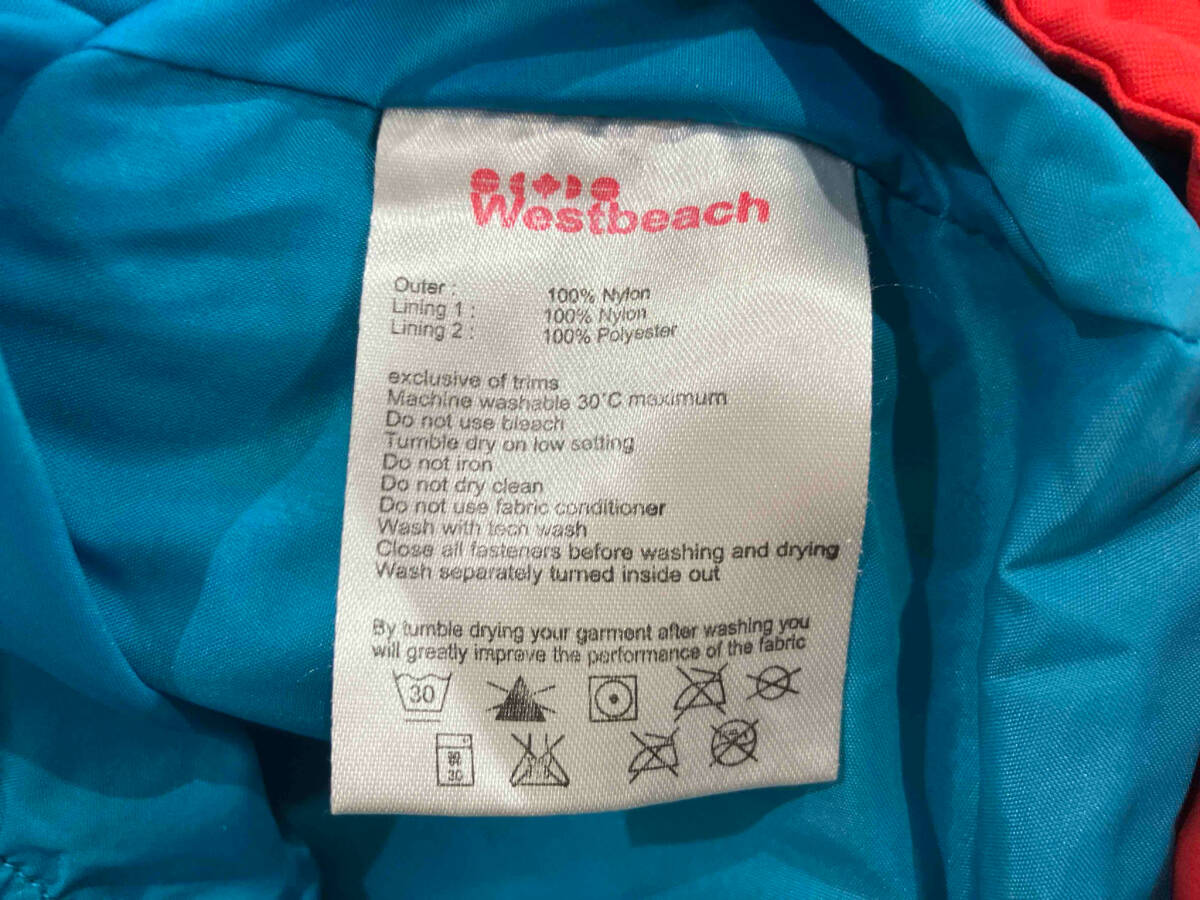 Westbeach
Outer : 100% Nylon
Lining 1 : 100% Nylon
Lining 2 : 100% Polyester
exclusive of trims
Machine washable 30°C maximum
Do not use bleach
Tumble dry on low setting
Do not iron
Do not dry clean
Do not use fabric conditioner
Wash with tech wash
Close all fasteners before washing and drying
Wash separately turned inside out
By tumble drying your garment after washing you
will greatly improve the performance of the fabric
30
30